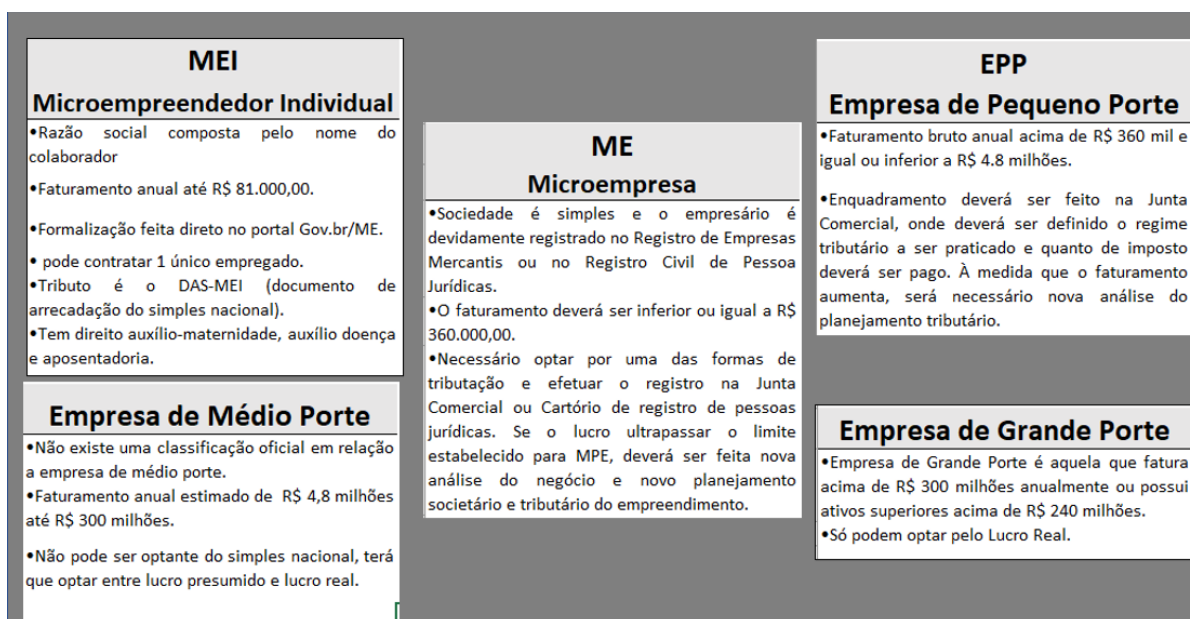 MEI
Microempreendedor Individual
•Razão social composta pelo nome do
colaborador
•Faturamento anual até R$ 81.000,00.
•Formalização feita direto no portal Gov.br/ME.
• pode contratar 1 único empregado.
•Tributo é o DAS-MEI (documento de
arrecadação do simples nacional).
•Tem direito auxílio-maternidade, auxílio doença
e aposentadoria.
Empresa de Médio Porte
•Não existe uma classificação oficial em relação
a empresa de médio porte.
•Faturamento anual estimado de R$ 4,8 milhões
até R$ 300 milhões.
•Não pode ser optante do simples nacional, terá
que optar entre lucro presumido e lucro real.
ME
Microempresa
•Sociedade é simples e o empresário é
devidamente registrado no Registro de Empresas
Mercantis ou no Registro Civil de Pessoa
Jurídicas.
•O faturamento deverá ser inferior ou igual a R$
360.000,00.
•Necessário optar por uma das formas de
tributação e efetuar o registro na Junta
Comercial ou Cartório de registro de pessoas
jurídicas. Se o lucro ultrapassar o limite
estabelecido para MPE, deverá ser feita nova
análise do negócio e novo planejamento
societário e tributário do empreendimento.
EPP
Empresa de Pequeno Porte
•Faturamento bruto anual acima de R$ 360 mil e
igual ou inferior a R$ 4.8 milhões.
•Enquadramento deverá ser feito na Junta
Comercial, onde deverá ser definido o regime
tributário a ser praticado e quanto de imposto
deverá ser pago. À medida que o faturamento
aumenta, será necessário nova análise do
planejamento tributário.
Empresa de Grande Porte
•Empresa de Grande Porte é aquela que fatura
acima de R$ 300 milhões anualmente ou possui
ativos superiores acima de R$ 240 milhões.
•Só podem optar pelo Lucro Real.